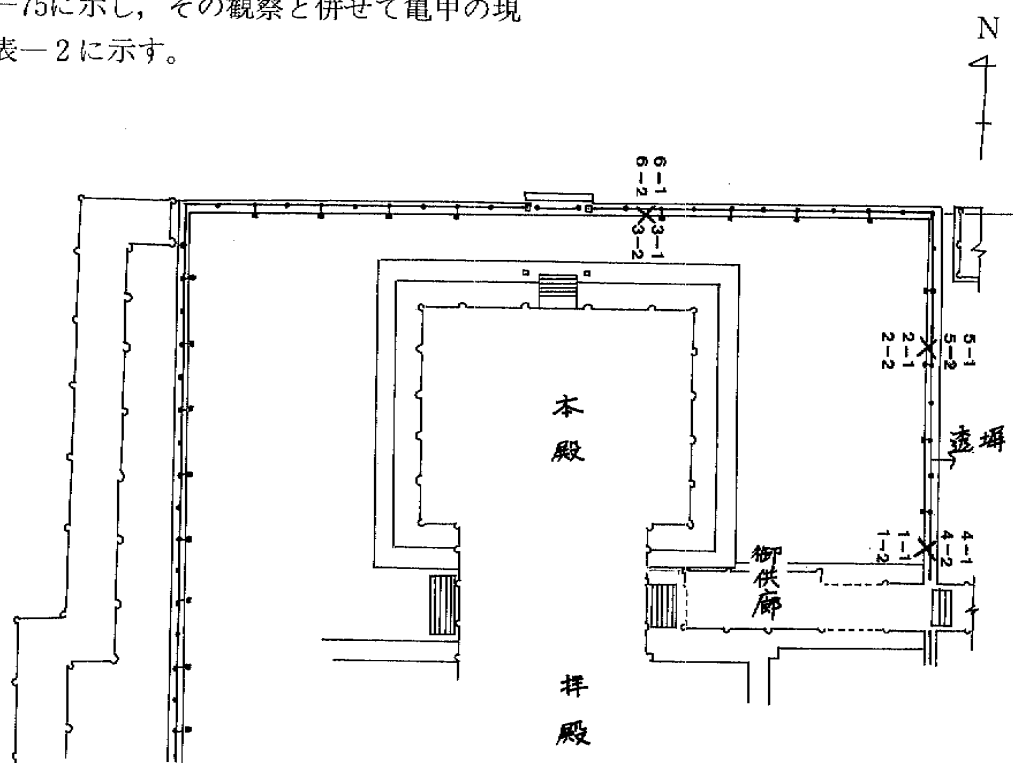 -75に示し，その観察と併せて亀甲の現
表－2に示す。
N
6-1
6-2
3-1
3-2
5-1
5-2
2-1
2-2
本殿
透塀
4-1
4-2
1-1
1-2
御供廊
拝殿